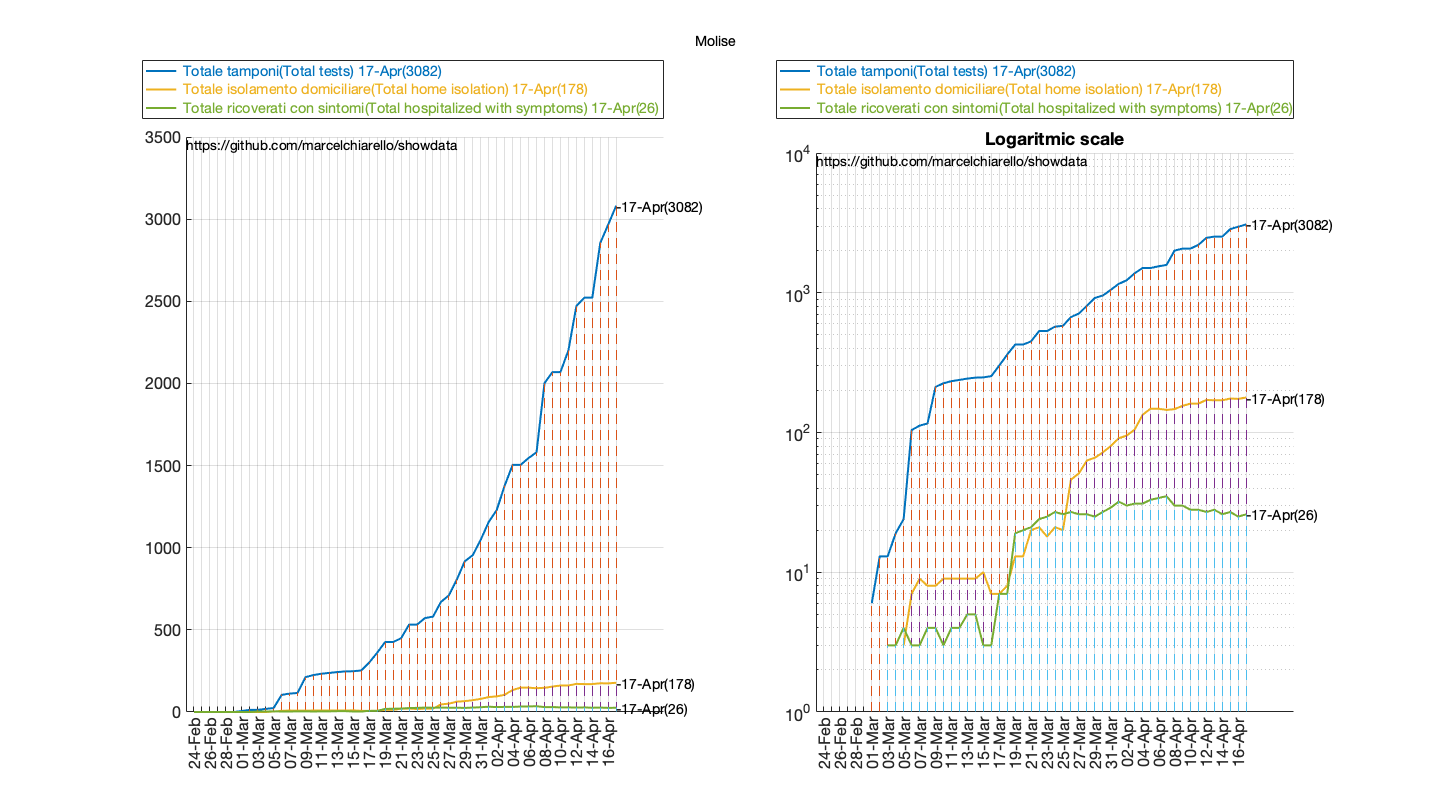 Molise
Totale tamponi(Total tests) 17-Apr(3082)
Totale isolamento domiciliare(Total home isolation) 17-Apr(178)
Totale ricoverati con sintomi(Total hospitalized with symptoms) 17-Apr(26)
https://github.com/marcelchiarello/showdata
3500
3000
2500
2000
1500
1000
500
0
17-Apr(3082)
17-Apr(178)
17-Apr(26)
24-Feb
26-Feb
28-Feb
01-Mar
03-Mar
05-Mar
07-Mar
09-Mar
11-Mar
13-Mar
15-Mar
17-Mar
19-Mar
21-Mar
23-Mar
25-Mar
27-Mar
29-Mar
31-Mar
02-Apr
04-Apr
06-Apr
08-Apr
10-Apr
12-Apr
14-Apr
16-Apr
Totale tamponi(Total tests) 17-Apr(3082)
Totale isolamento domiciliare(Total home isolation) 17-Apr(178)
Totale ricoverati con sintomi(Total hospitalized with symptoms) 17-Apr(26)
Logaritmic scale
https://github.com/marcelchiarello/showdata
10^4
10^3
10^2
10^1
10^0
17-Apr(3082)
17-Apr(178)
17-Apr(26)
24-Feb
26-Feb
28-Feb
01-Mar
03-Mar
05-Mar
07-Mar
09-Mar
11-Mar
13-Mar
15-Mar
17-Mar
19-Mar
21-Mar
23-Mar
25-Mar
27-Mar
29-Mar
31-Mar
02-Apr
04-Apr
06-Apr
08-Apr
10-Apr
12-Apr
14-Apr
16-Apr